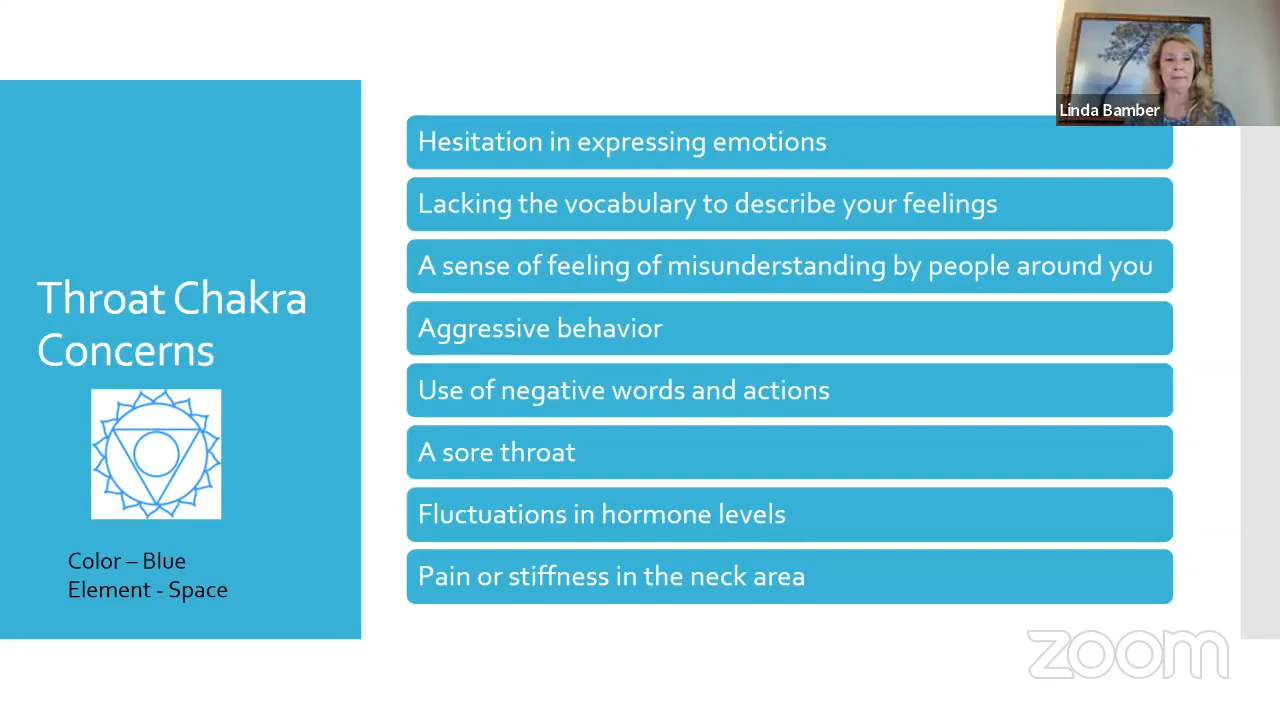 Linda Bamber
Throat Chakra
Concerns
Color – Blue
Element - Space
Hesitation in expressing emotions
Lacking the vocabulary to describe your feelings
A sense of feeling of misunderstanding by people around you
Aggressive behavior
Use of negative words and actions
A sore throat
Fluctuations in hormone levels
Pain or stiffness in the neck area
zoom